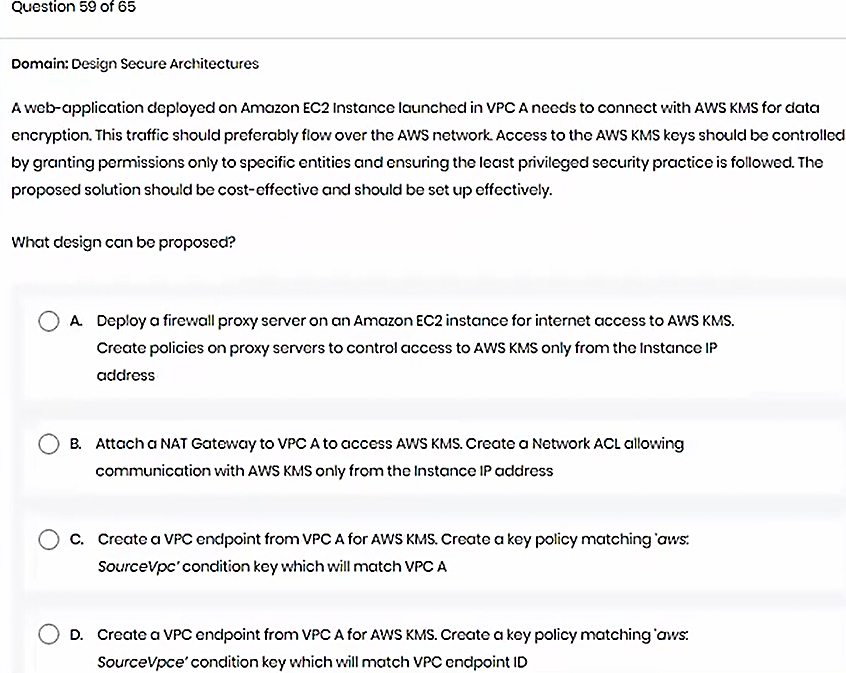 Question 59 of 65
Domain: Design Secure Architectures
A web-application deployed on Amazon EC2 Instance launched in VPC A needs to connect with AWS KMS for data
encryption. This traffic should preferably flow over the AWS network. Access to the AWS KMS keys should be controlled
by granting permissions only to specific entities and ensuring the least privileged security practice is followed. The
proposed solution should be cost-effective and should be set up effectively.
What design can be proposed?
A. Deploy a firewall proxy server on an Amazon EC2 instance for internet access to AWS KMS.
Create policies on proxy servers to control access to AWS KMS only from the Instance IP
address
B. Attach a NAT Gateway to VPC A to access AWS KMS. Create a Network ACL allowing
communication with AWS KMS only from the Instance IP address
C. Create a VPC endpoint from VPC A for AWS KMS. Create a key policy matching 'aws:
SourceVpc' condition key which will match VPC A
D. Create a VPC endpoint from VPC A for AWS KMS. Create a key policy matching 'aws:
SourceVpce' condition key which will match VPC endpoint ID